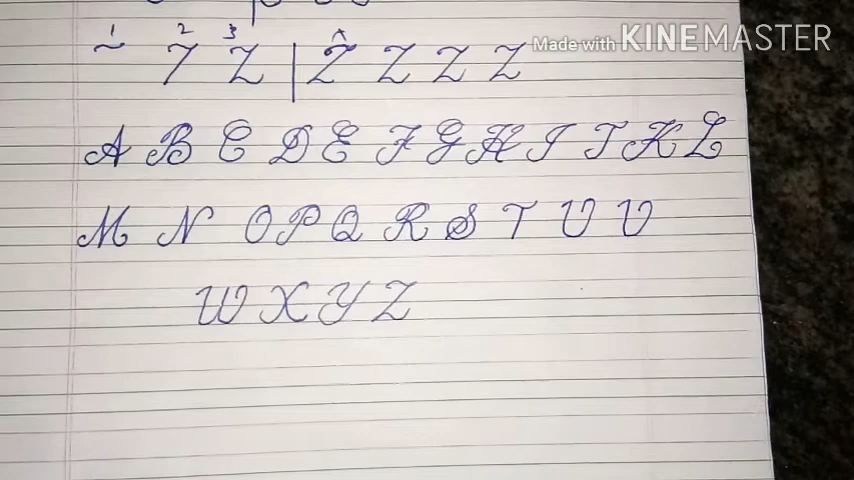 1 2 3
~ 7 Z | Z Z Z Z
Made with KINEMASTER
A B C D E F G H I J K L
M N O P Q R S T U V
W X Y Z